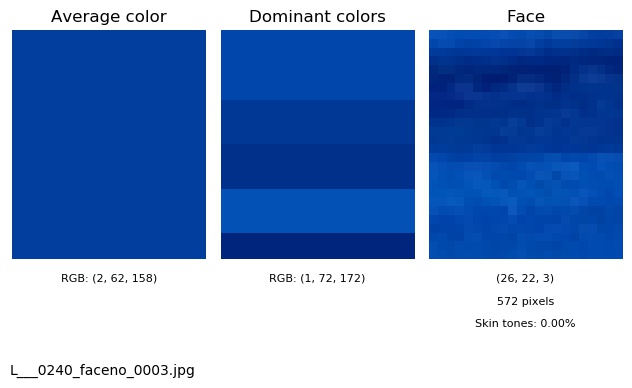 Average color
Dominant colors
Face
RGB: (2, 62, 158)
RGB: (1, 72, 172)
(26, 22, 3)
572 pixels
Skin tones: 0.00%
L___0240_faceno_0003.jpg